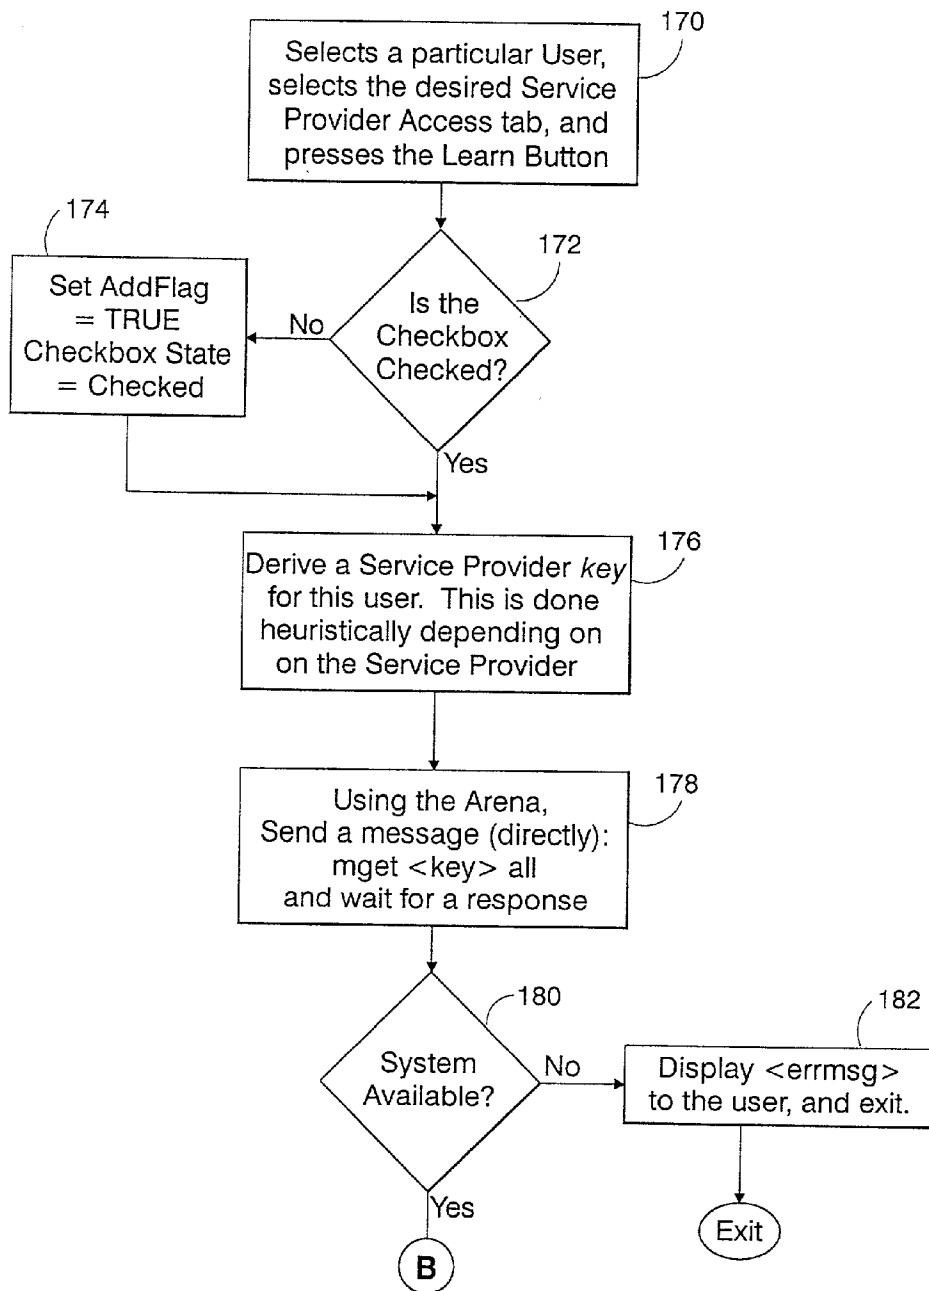 170
Selects a particular User,
selects the desired Service
Provider Access tab, and
presses the Learn Button
174
172
Set AddFlag
= TRUE
Checkbox State
= Checked
No
Is the
Checkbox
Checked?
Yes
176
Derive a Service Provider key
for this user. This is done
heuristically depending on
on the Service Provider
178
Using the Arena,
Send a message (directly):
mget <key> all
and wait for a response
180
182
System
Available?
No
Display <errmsg>
to the user, and exit.
Yes
Exit
B